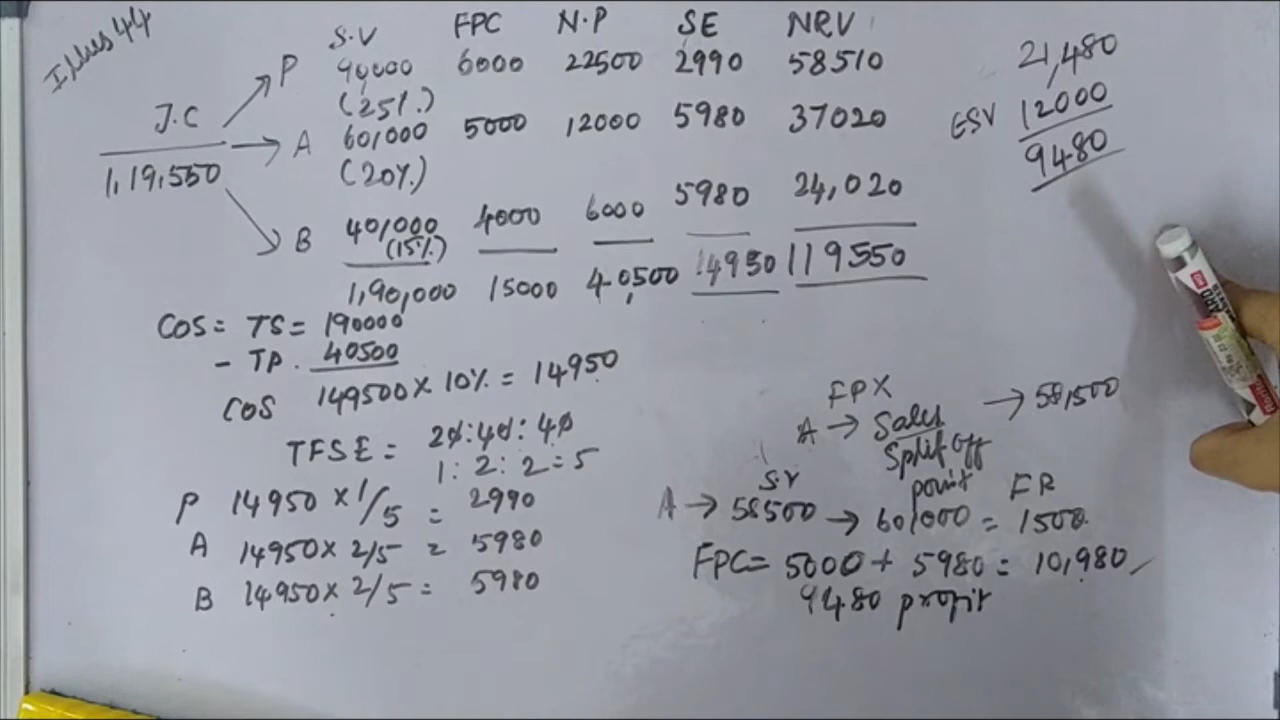 Illus 44
S.V FPC N.P SE NRV
P 90,000 6000 22500 2990 58510
(25%.)
J.C
1,19,550
A 60,000 5000 12000 5980 37020
(20%.)
B 40,000 4000 6000 5980 24,020
(15%.)
1,90,000 15000 40,500 14950 119550
21,480
ESV 12000
9480
COS = TS = 190000
- TP. 40500
COS 149500 x 10%. = 14950
TFSE = 20:40:40
1:2:2=5
P 14950 x 1/5 = 2990
A 14950 x 2/5 = 5980
B 14950 x 2/5 = 5980
FPX
A → Sales → 58,500
Split off
point
S.V FR
A → 58500 → 60,000 = 1500
FPC = 5000 + 5980 = 10,980
9480 profit